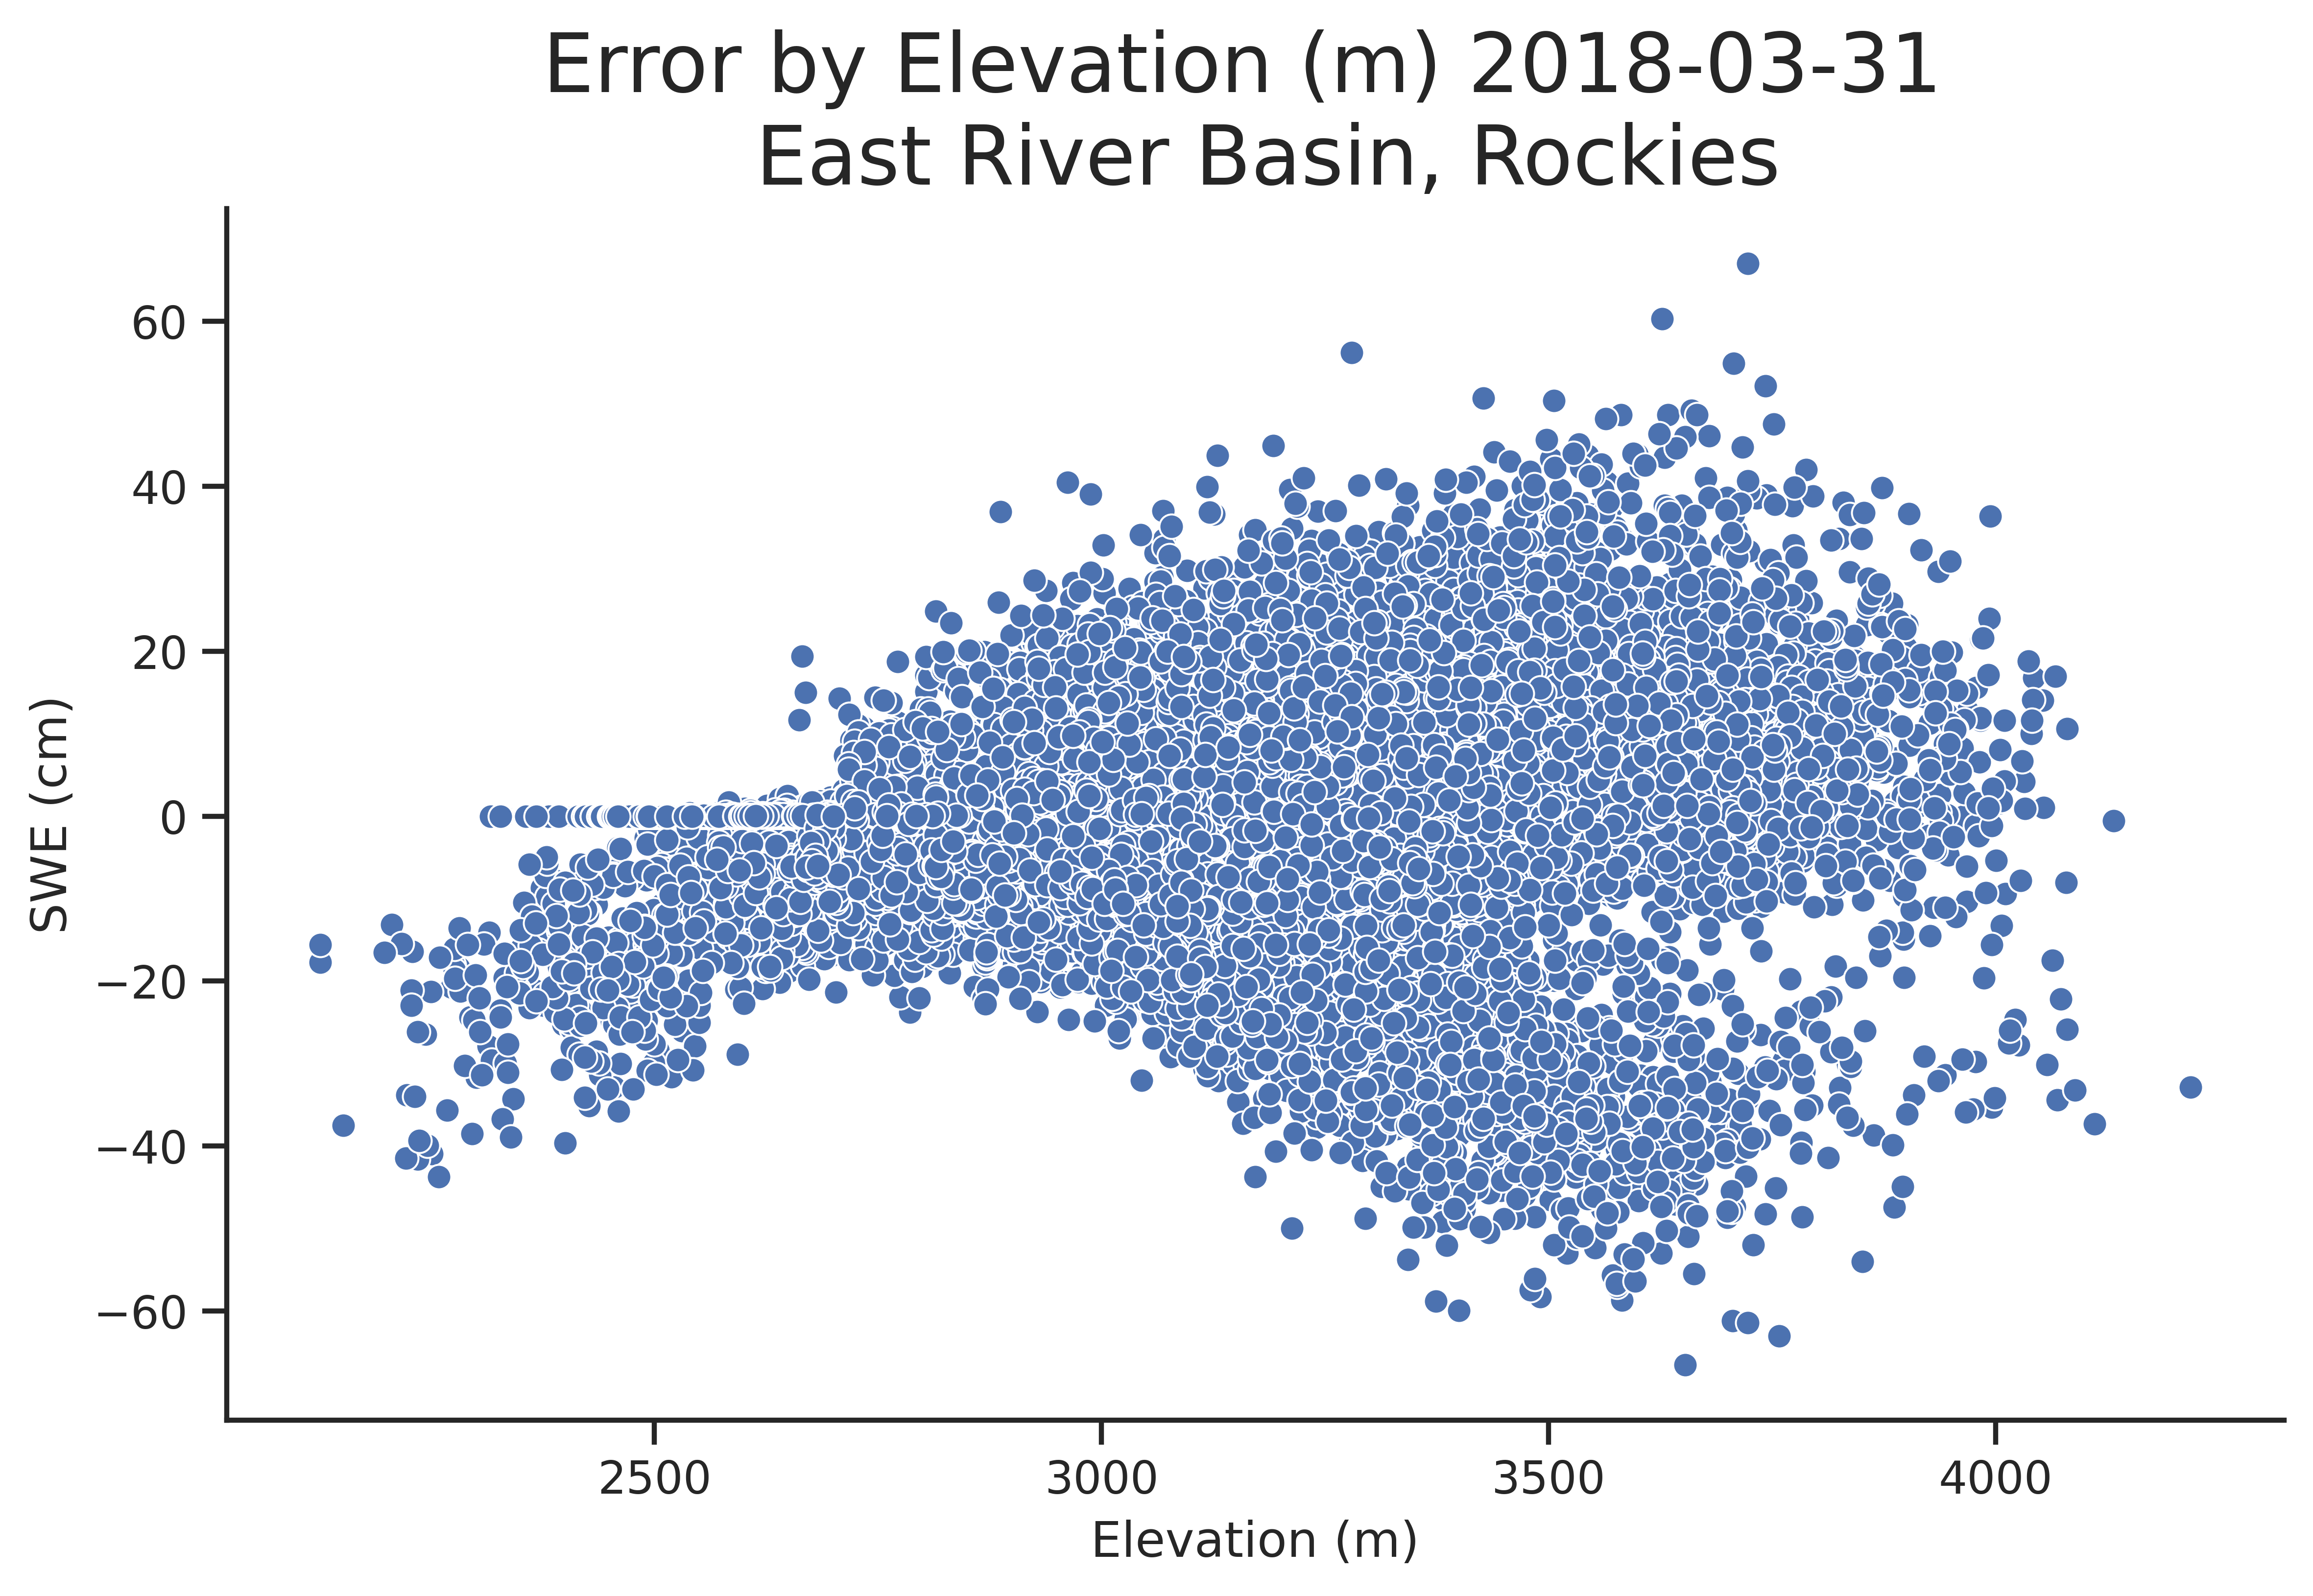 Error by Elevation (m) 2018-03-31
East River Basin, Rockies
SWE (cm)
60
40
20
0
−20
−40
−60
2500 3000 3500 4000
Elevation (m)